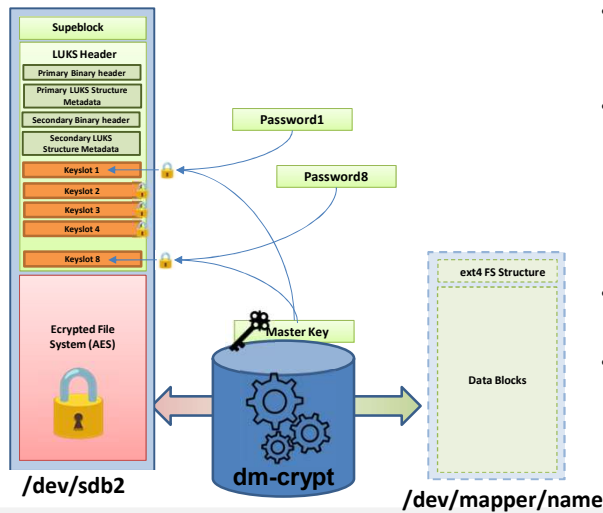 Supeblock
LUKS Header
Primary Binary header
Primary LUKS Structure
Metadata
Secondary Binary header
Secondary LUKS
Structure Metadata
Keyslot 1
Keyslot 2
Keyslot 3
Keyslot 4
Keyslot 8
Ecrypted File
System (AES)
/dev/sdb2
Password1
Password8
Master Key
dm-crypt
ext4 FS Structure
Data Blocks
/dev/mapper/name